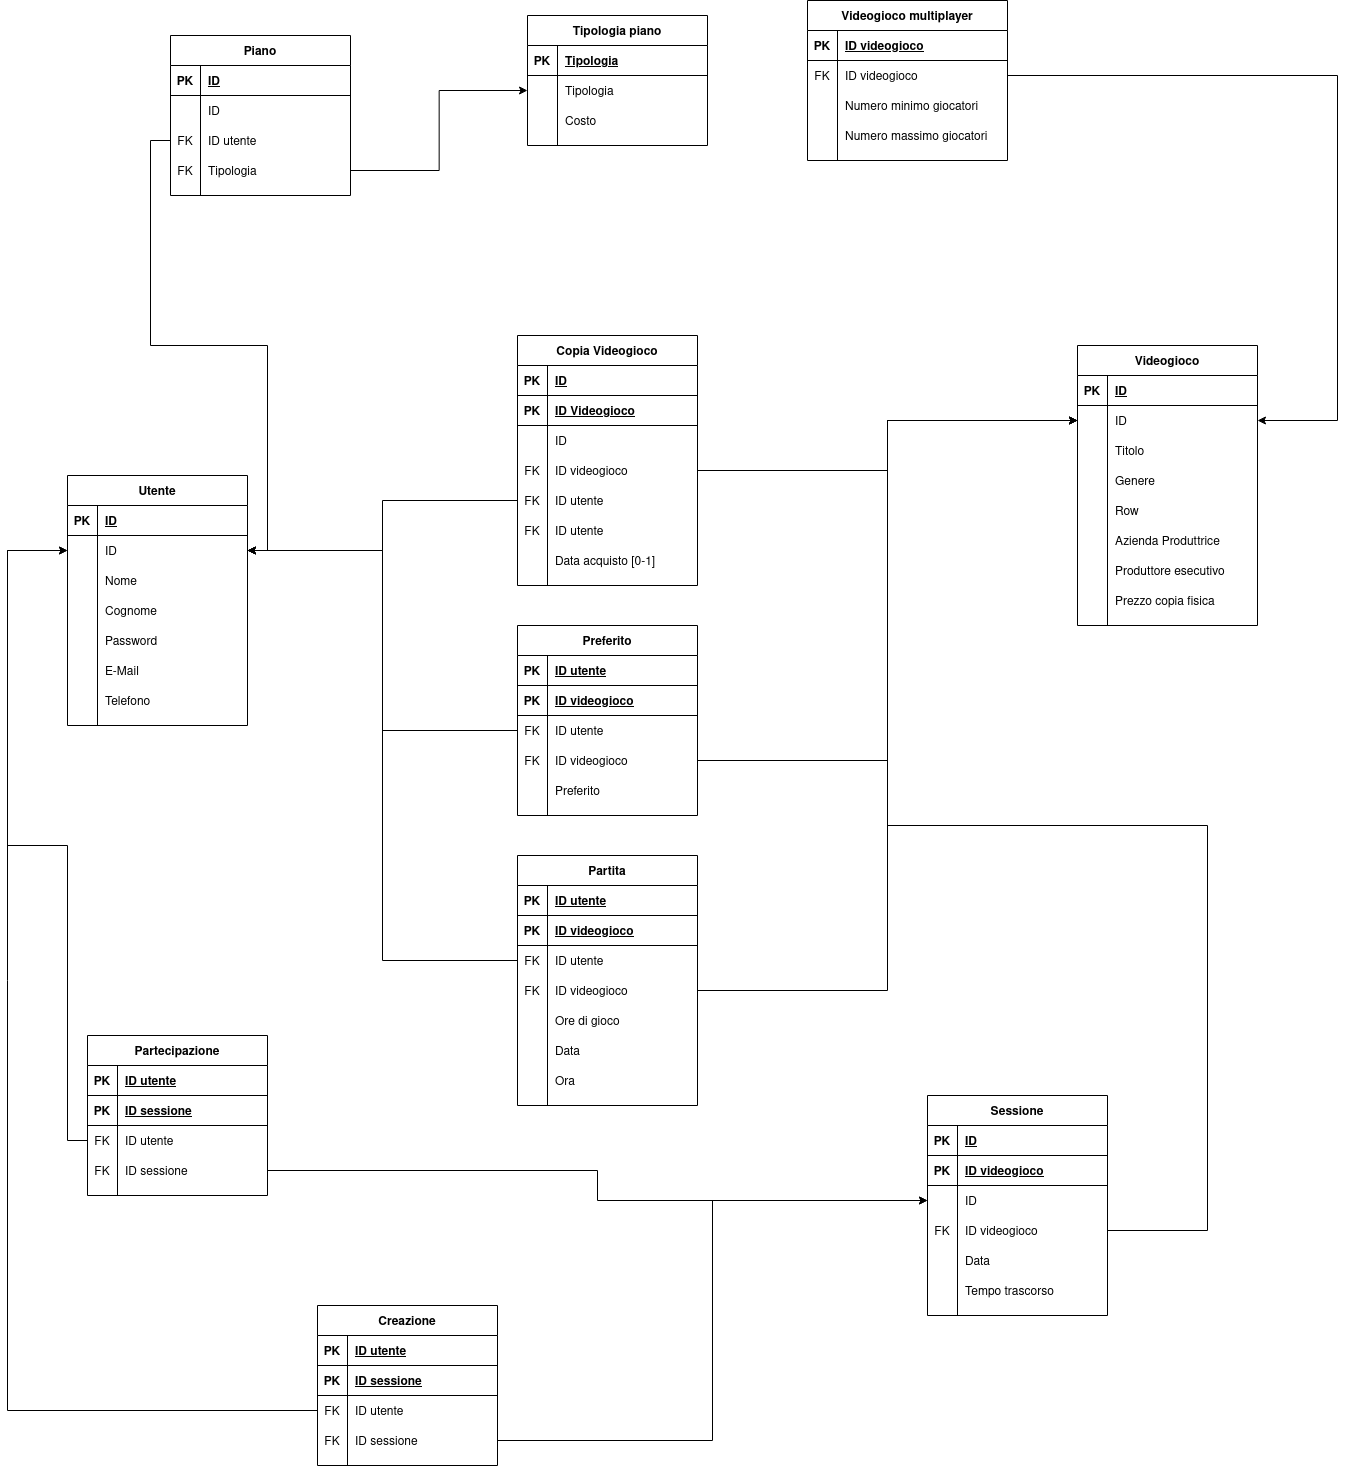 Piano
PK ID
ID
FK ID utente
FK Tipologia
Tipologia piano
PK Tipologia
Tipologia
Costo
Videogioco multiplayer
PK ID videogioco
FK ID videogioco
Numero minimo giocatori
Numero massimo giocatori
Copia Videogioco
PK ID
PK ID Videogioco
ID
FK ID videogioco
FK ID utente
FK ID utente
Data acquisto [0-1]
Videogioco
PK ID
ID
Titolo
Genere
Row
Azienda Produttrice
Produttore esecutivo
Prezzo copia fisica
Utente
PK ID
ID
Nome
Cognome
Password
E-Mail
Telefono
Preferito
PK ID utente
PK ID videogioco
FK ID utente
FK ID videogioco
Preferito
Partita
PK ID utente
PK ID videogioco
FK ID utente
FK ID videogioco
Ore di gioco
Data
Ora
Partecipazione
PK ID utente
PK ID sessione
FK ID utente
FK ID sessione
Sessione
PK ID
PK ID videogioco
ID
FK ID videogioco
Data
Tempo trascorso
Creazione
PK ID utente
PK ID sessione
FK ID utente
FK ID sessione